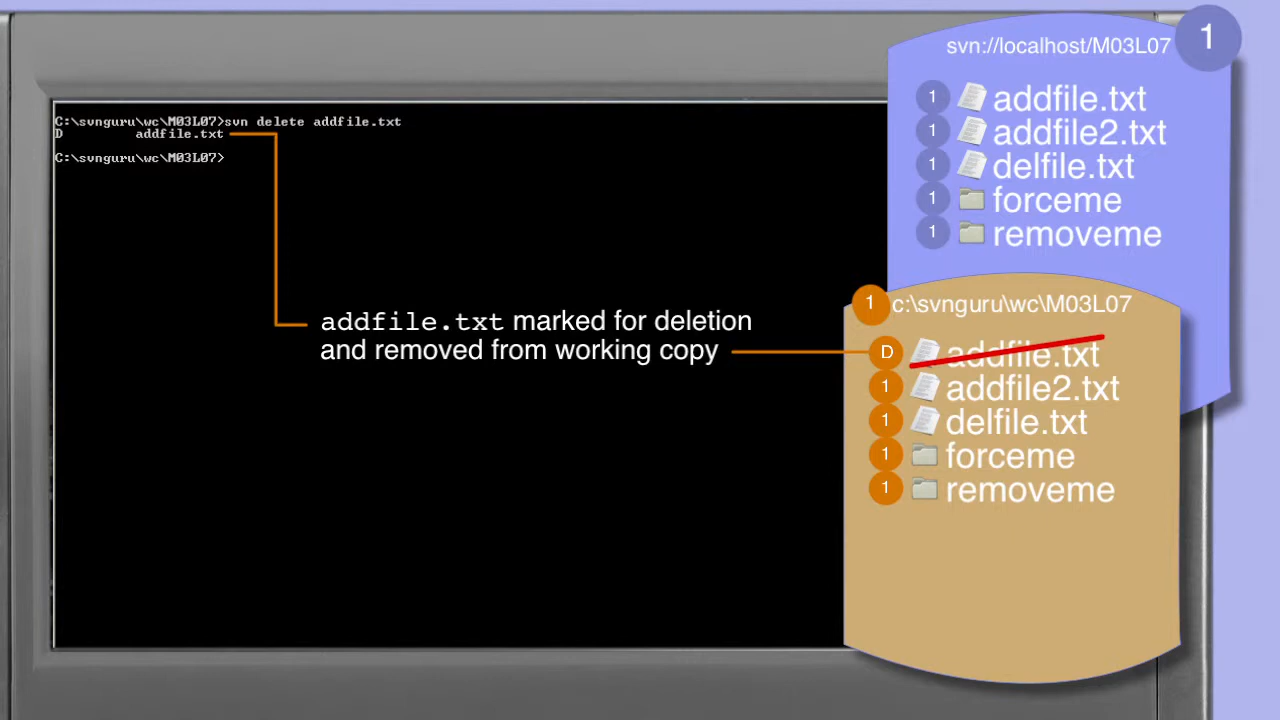 C:\svnguru\wc\M03L07>svn delete addfile.txt
D addfile.txt
C:\svnguru\wc\M03L07>
addfile.txt marked for deletion
and removed from working copy
svn://localhost/M03L07 1
1 addfile.txt
1 addfile2.txt
1 delfile.txt
1 forceme
1 removeme
1 c:\svnguru\wc\M03L07
D addfile.txt
1 addfile2.txt
1 delfile.txt
1 forceme
1 removeme